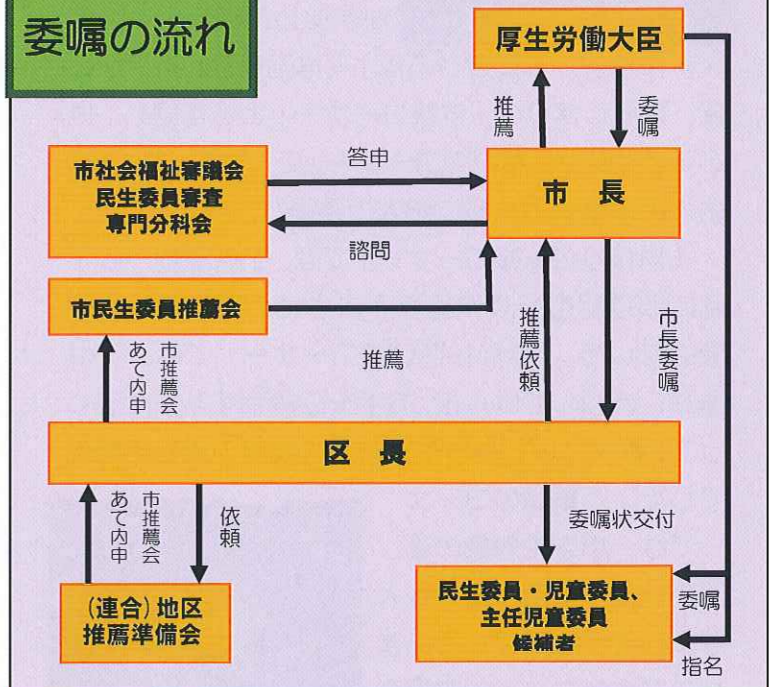 委嘱の流れ
厚生労働大臣
推薦
委嘱
市社会福祉審議会
民生委員審査
専門分科会
答申
諮問
市 長
市民生委員推薦会
推薦
推薦依頼
市長委嘱
市推薦会
あて内申
区 長
市推薦会
あて内申
依頼
委嘱状交付
(連合)地区
推薦準備会
民生委員・児童委員、
主任児童委員
候補者
委嘱
指名